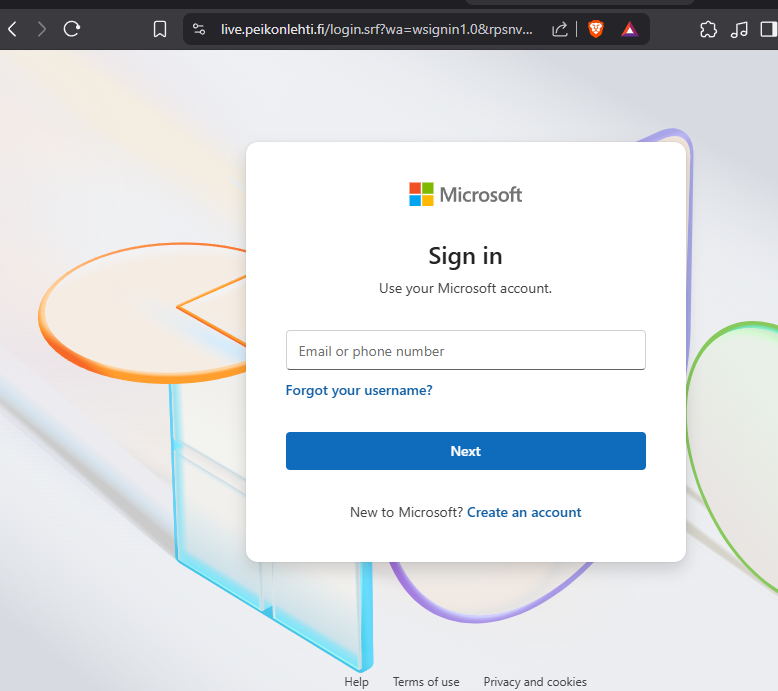 live.peikonlehti.fi/login.srf?wa=wsignin1.0&rpsnv...
Microsoft
Sign in
Use your Microsoft account.
Email or phone number
Forgot your username?
Next
New to Microsoft? Create an account
Help Terms of use Privacy and cookies